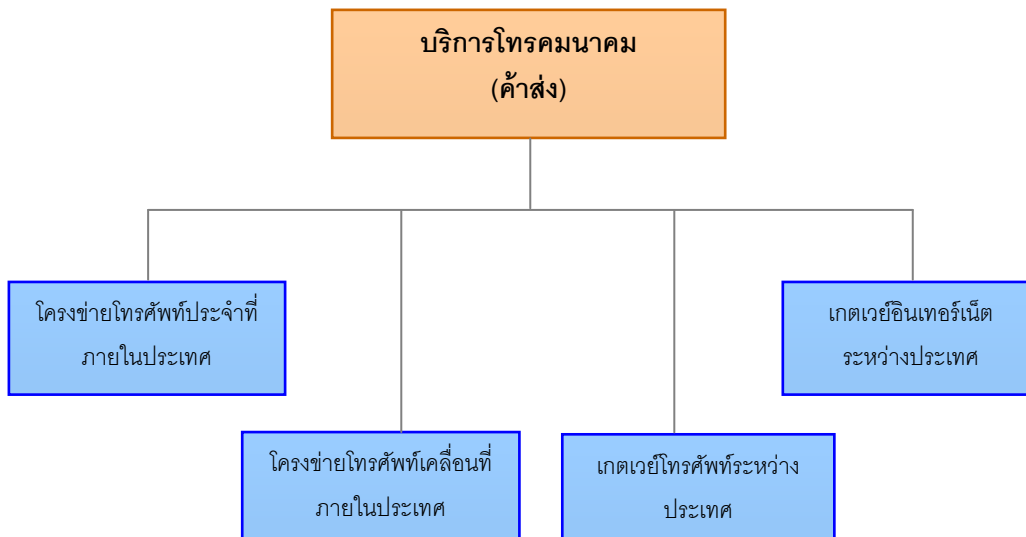 บริการโทรคมนาคม
(ค้าส่ง)
โครงข่ายโทรศัพท์ประจำที่
ภายในประเทศ
เกตเวย์อินเทอร์เน็ต
ระหว่างประเทศ
โครงข่ายโทรศัพท์เคลื่อนที่
ภายในประเทศ
เกตเวย์โทรศัพท์ระหว่าง
ประเทศ